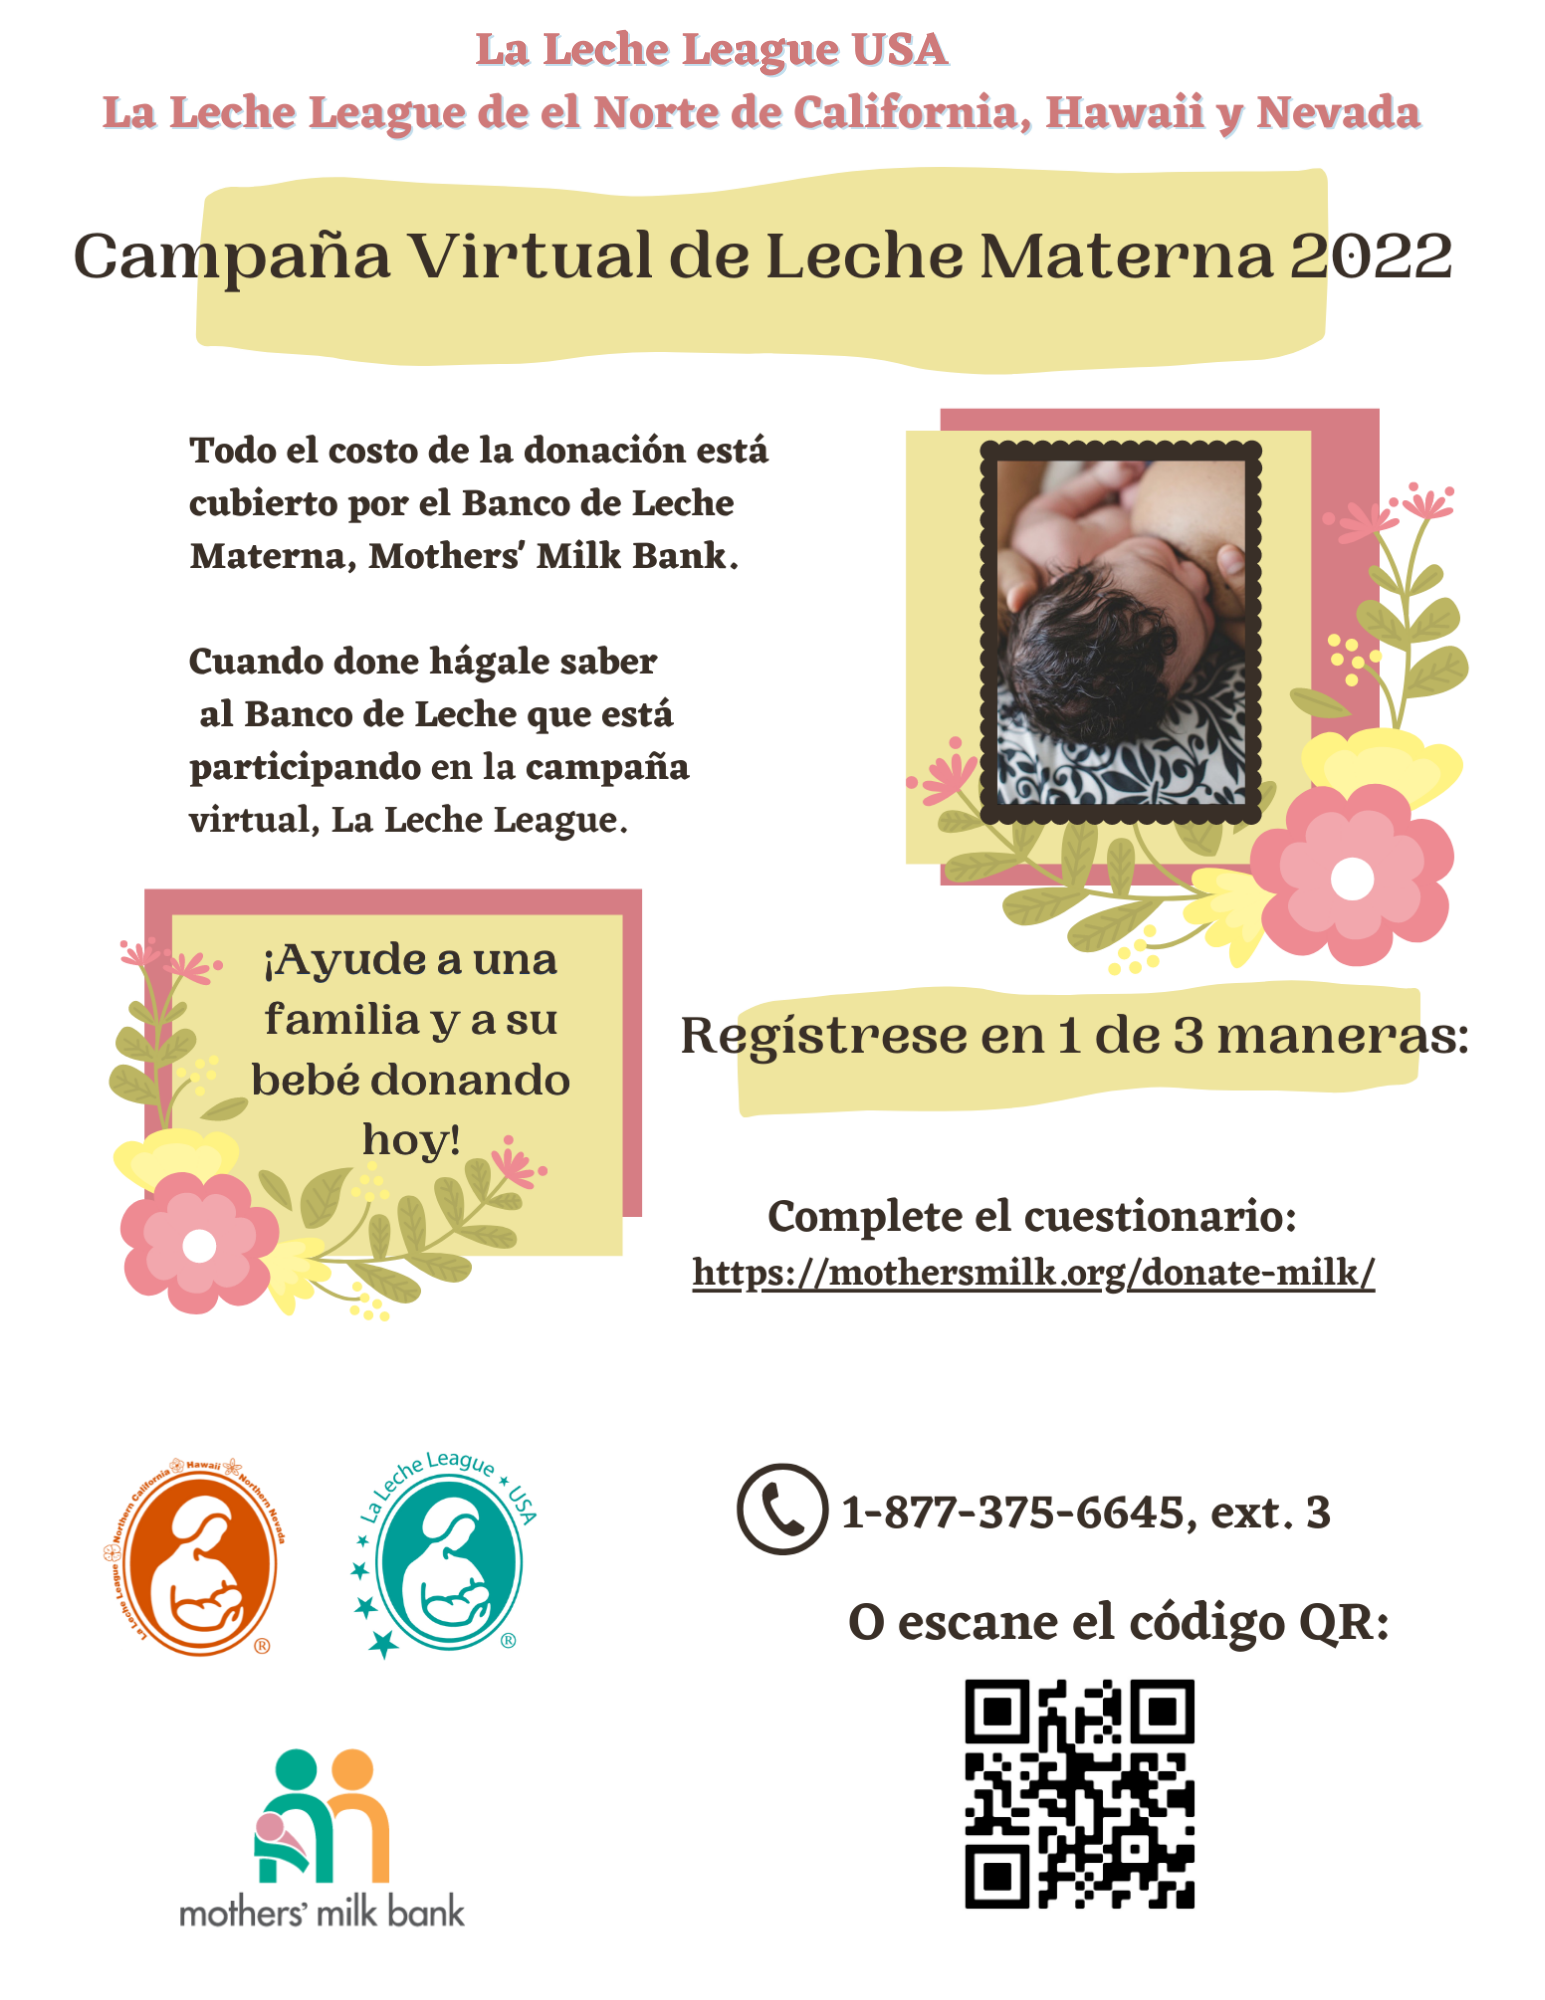 La Leche League USA
La Leche League de el Norte de California, Hawaii y Nevada
Campaña Virtual de Leche Materna 2022
Todo el costo de la donación está
cubierto por el Banco de Leche
Materna, Mothers' Milk Bank.
Cuando done hágale saber
al Banco de Leche que está
participando en la campaña
virtual, La Leche League.
¡Ayude a una
familia y a su
bebé donando
hoy!
Regístrese en 1 de 3 maneras:
Complete el cuestionario:
https://mothersmilk.org/donate-milk/
La Leche League Northern California Hawaii Northern Nevada
®
La Leche League USA
®
1-877-375-6645, ext. 3
O escane el código QR:
mothers' milk bank